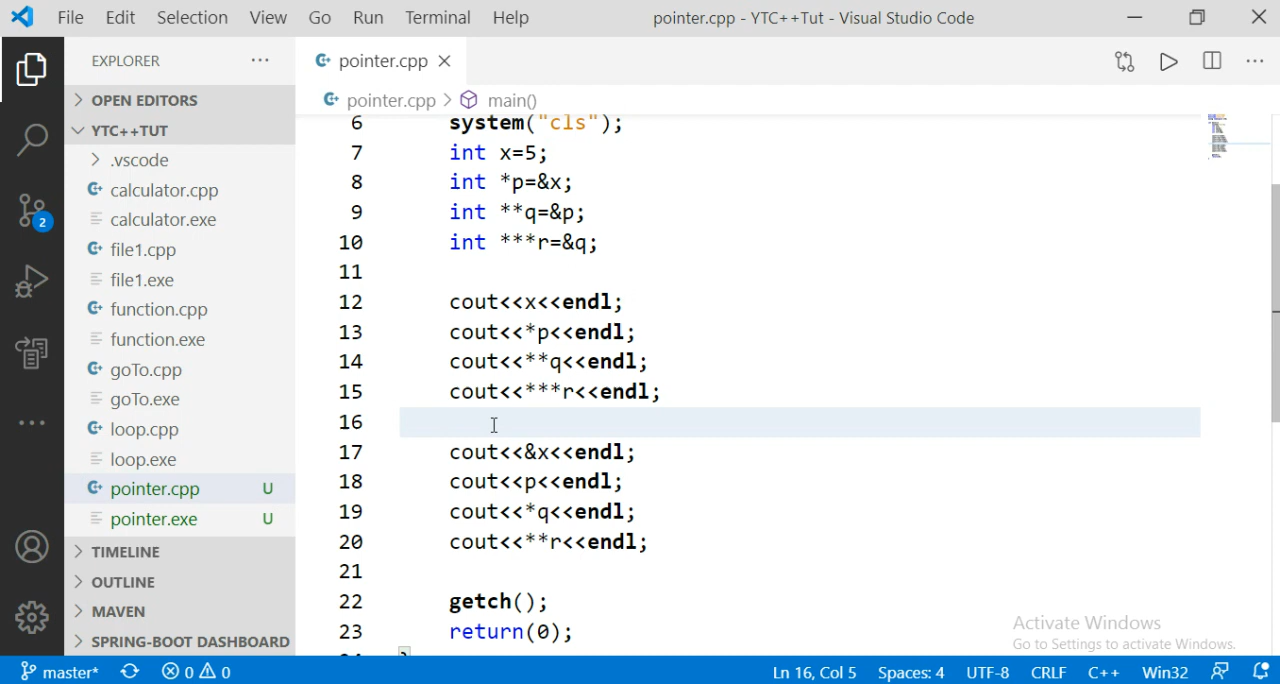 File Edit Selection View Go Run Terminal Help pointer.cpp - YTC++Tut - Visual Studio Code
EXPLORER
OPEN EDITORS
YTC++TUT
.vscode
calculator.cpp
calculator.exe
file1.cpp
file1.exe
function.cpp
function.exe
goTo.cpp
goTo.exe
loop.cpp
loop.exe
pointer.cpp U
pointer.exe U
TIMELINE
OUTLINE
MAVEN
SPRING-BOOT DASHBOARD
2
pointer.cpp
pointer.cpp > main()
6 system("cls");
7 int x=5;
8 int *p=&x;
9 int **q=&p;
10 int ***r=&q;
11
12 cout<<x<<endl;
13 cout<<*p<<endl;
14 cout<<**q<<endl;
15 cout<<***r<<endl;
16
17 cout<<&x<<endl;
18 cout<<p<<endl;
19 cout<<*q<<endl;
20 cout<<**r<<endl;
21
22 getch();
23 return(0);
}
Activate Windows
Go to Settings to activate Windows.
master* 0 0 Ln 16, Col 5 Spaces: 4 UTF-8 CRLF C++ Win32